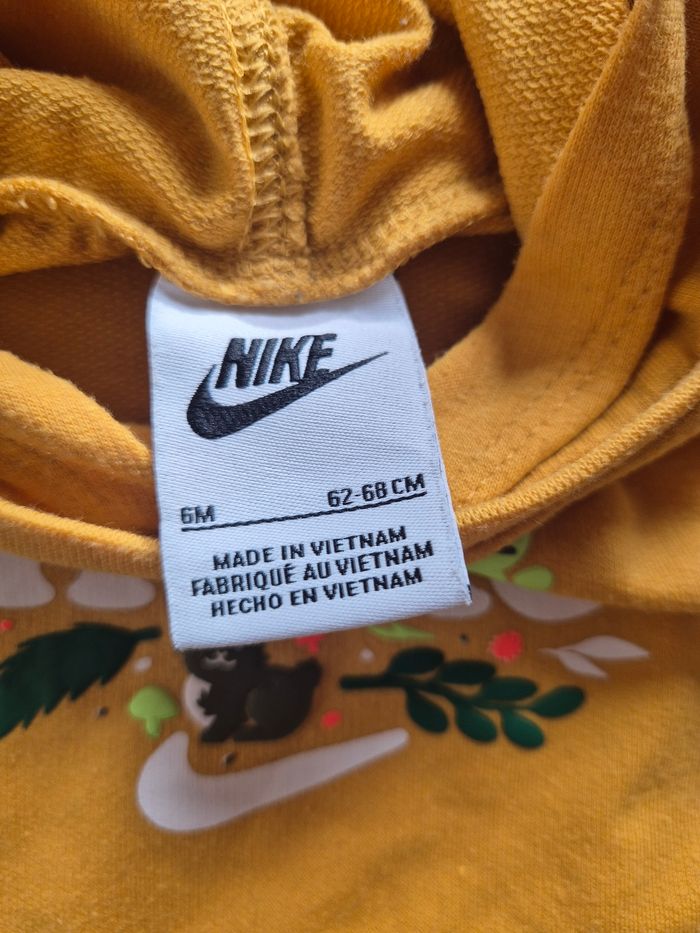 NIKE
6M 62-68 CM
MADE IN VIETNAM
FABRIQUÉ AU VIETNAM
HECHO EN VIETNAM